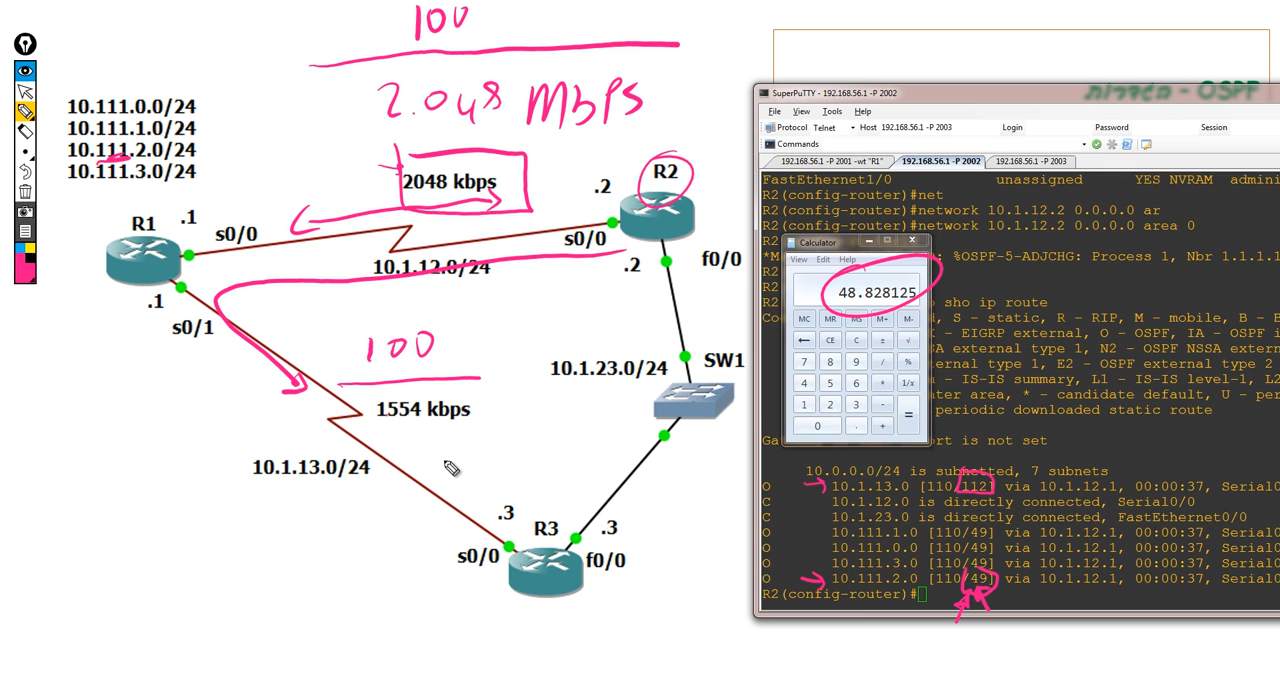 100
2.048 Mbps
10.111.0.0/24
10.111.1.0/24
10.111.2.0/24
10.111.3.0/24
2048 kbps
R1
.1
s0/0
10.1.12.0/24
.2
R2
s0/0
.2
f0/0
.1
s0/1
100
1554 kbps
10.1.23.0/24
SW1
10.1.13.0/24
.3
R3
.3
s0/0
f0/0
הגדרות - OSPF
SuperPuTTY - 192.168.56.1 -P 2002
File View Tools Help
Protocol Telnet Host 192.168.56.1 -P 2003 Login Password Session
Commands
192.168.56.1 -P 2001 -wt "R1" 192.168.56.1 -P 2002 192.168.56.1 -P 2003
FastEthernet1/0 unassigned YES NVRAM admini
R2(config-router)#net
R2(config-router)#network 10.1.12.2 0.0.0.0 ar
R2(config-router)#network 10.1.12.2 0.0.0.0 area 0
R2
*M : %OSPF-5-ADJCHG: Process 1, Nbr 1.1.1.1
R2
R2
R2 o sho ip route
Co d, S - static, R - RIP, M - mobile, B - B
- EIGRP external, O - OSPF, IA - OSPF i
SA external type 1, N2 - OSPF NSSA exter
ernal type 1, E2 - OSPF external type 2
- IS-IS summary, L1 - IS-IS level-1, L2
ter area, * - candidate default, U - per
periodic downloaded static route
Ga ort is not set
10.0.0.0/24 is subnetted, 7 subnets
O 10.1.13.0 [110/112] via 10.1.12.1, 00:00:37, Serial0
C 10.1.12.0 is directly connected, Serial0/0
C 10.1.23.0 is directly connected, FastEthernet0/0
O 10.111.1.0 [110/49] via 10.1.12.1, 00:00:37, Serial0
O 10.111.0.0 [110/49] via 10.1.12.1, 00:00:37, Serial0
O 10.111.3.0 [110/49] via 10.1.12.1, 00:00:37, Serial0
O 10.111.2.0 [110/49] via 10.1.12.1, 00:00:37, Serial0
R2(config-router)#
Calculator
View Edit Help
48.828125
MC MR MS M+ M-
← CE C ± √
7 8 9 / %
4 5 6 * 1/x
1 2 3 - =
0 . +